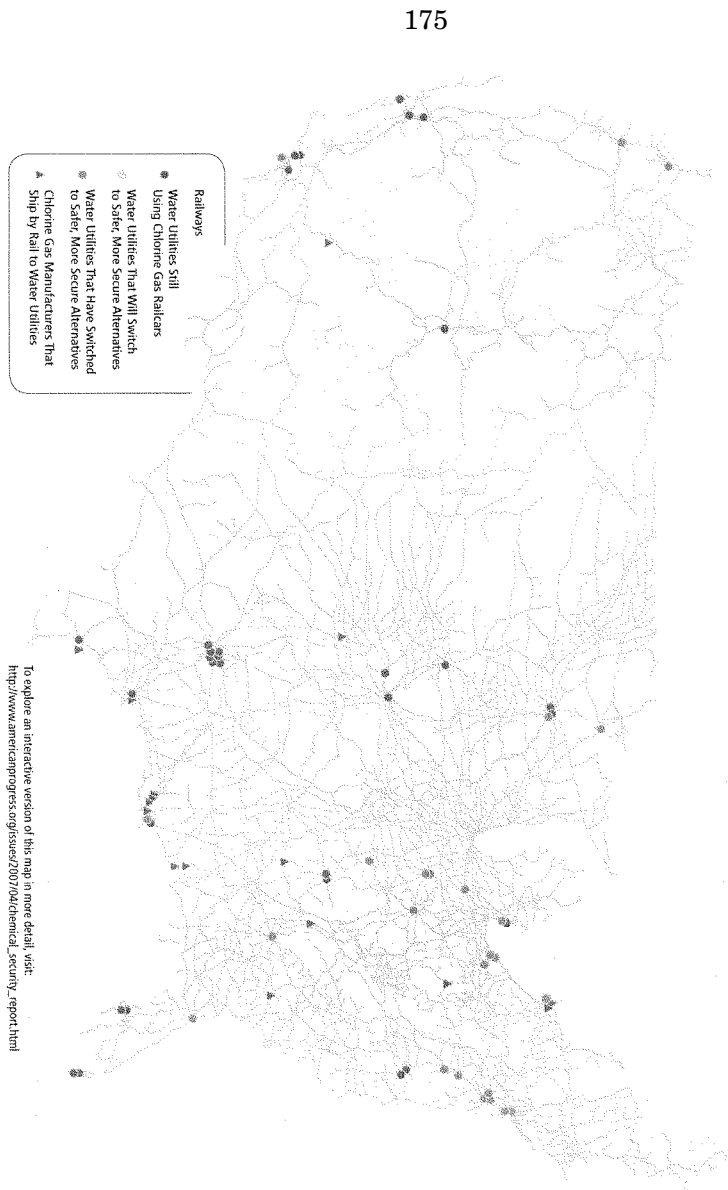 175
Railways
Water Utilities Still
Using Chlorine Gas Railcars
Water Utilities That Will Switch
to Safer, More Secure Alternatives
Water Utilities That Have Switched
to Safer, More Secure Alternatives
Chlorine Gas Manufacturers That
Ship by Rail to Water Utilities
To explore an interactive version of this map in more detail, visit:
http://www.americanprogress.org/issues/2007/04/chemical_security_report.html